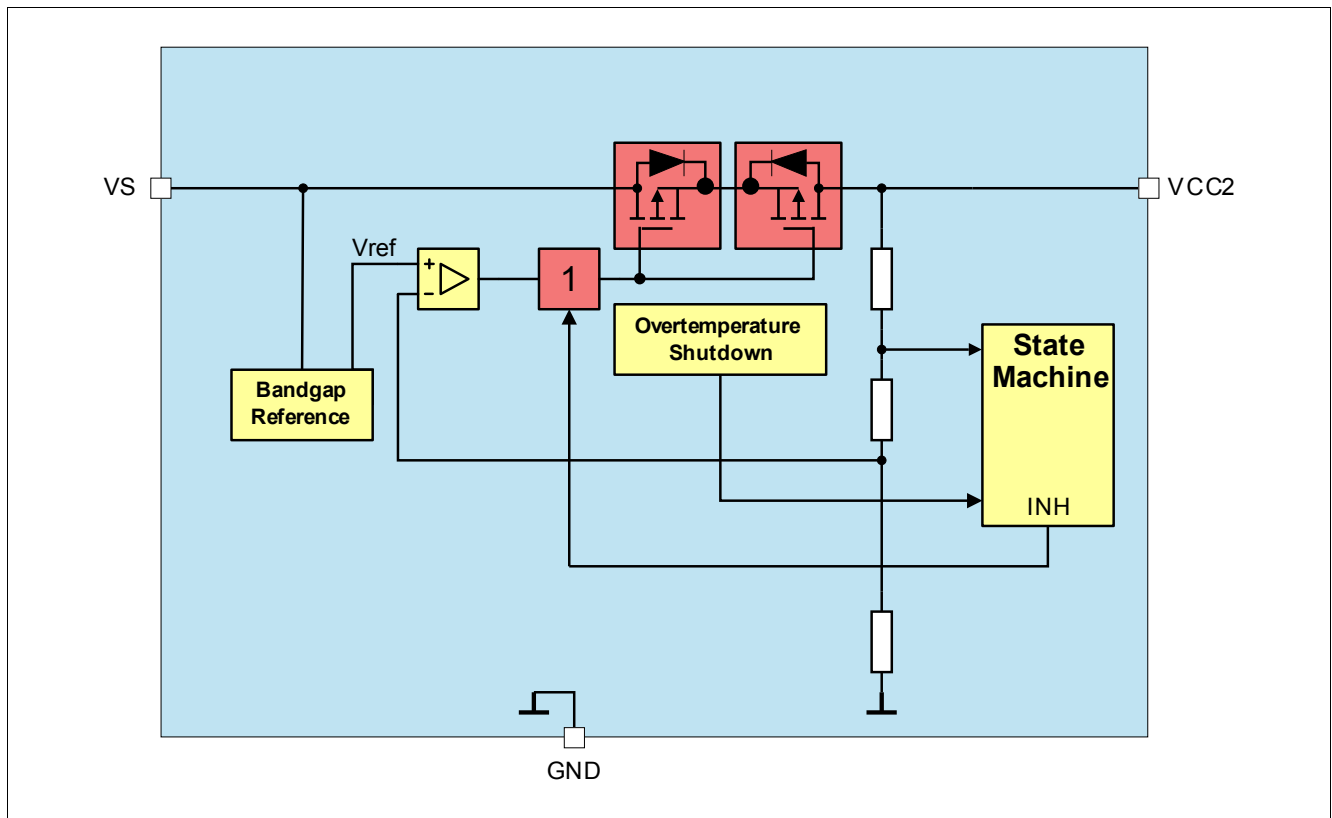 VS
VCC2
Vref
+
-
1
Overtemperature
Shutdown
State
Machine
Bandgap
Reference
INH
GND